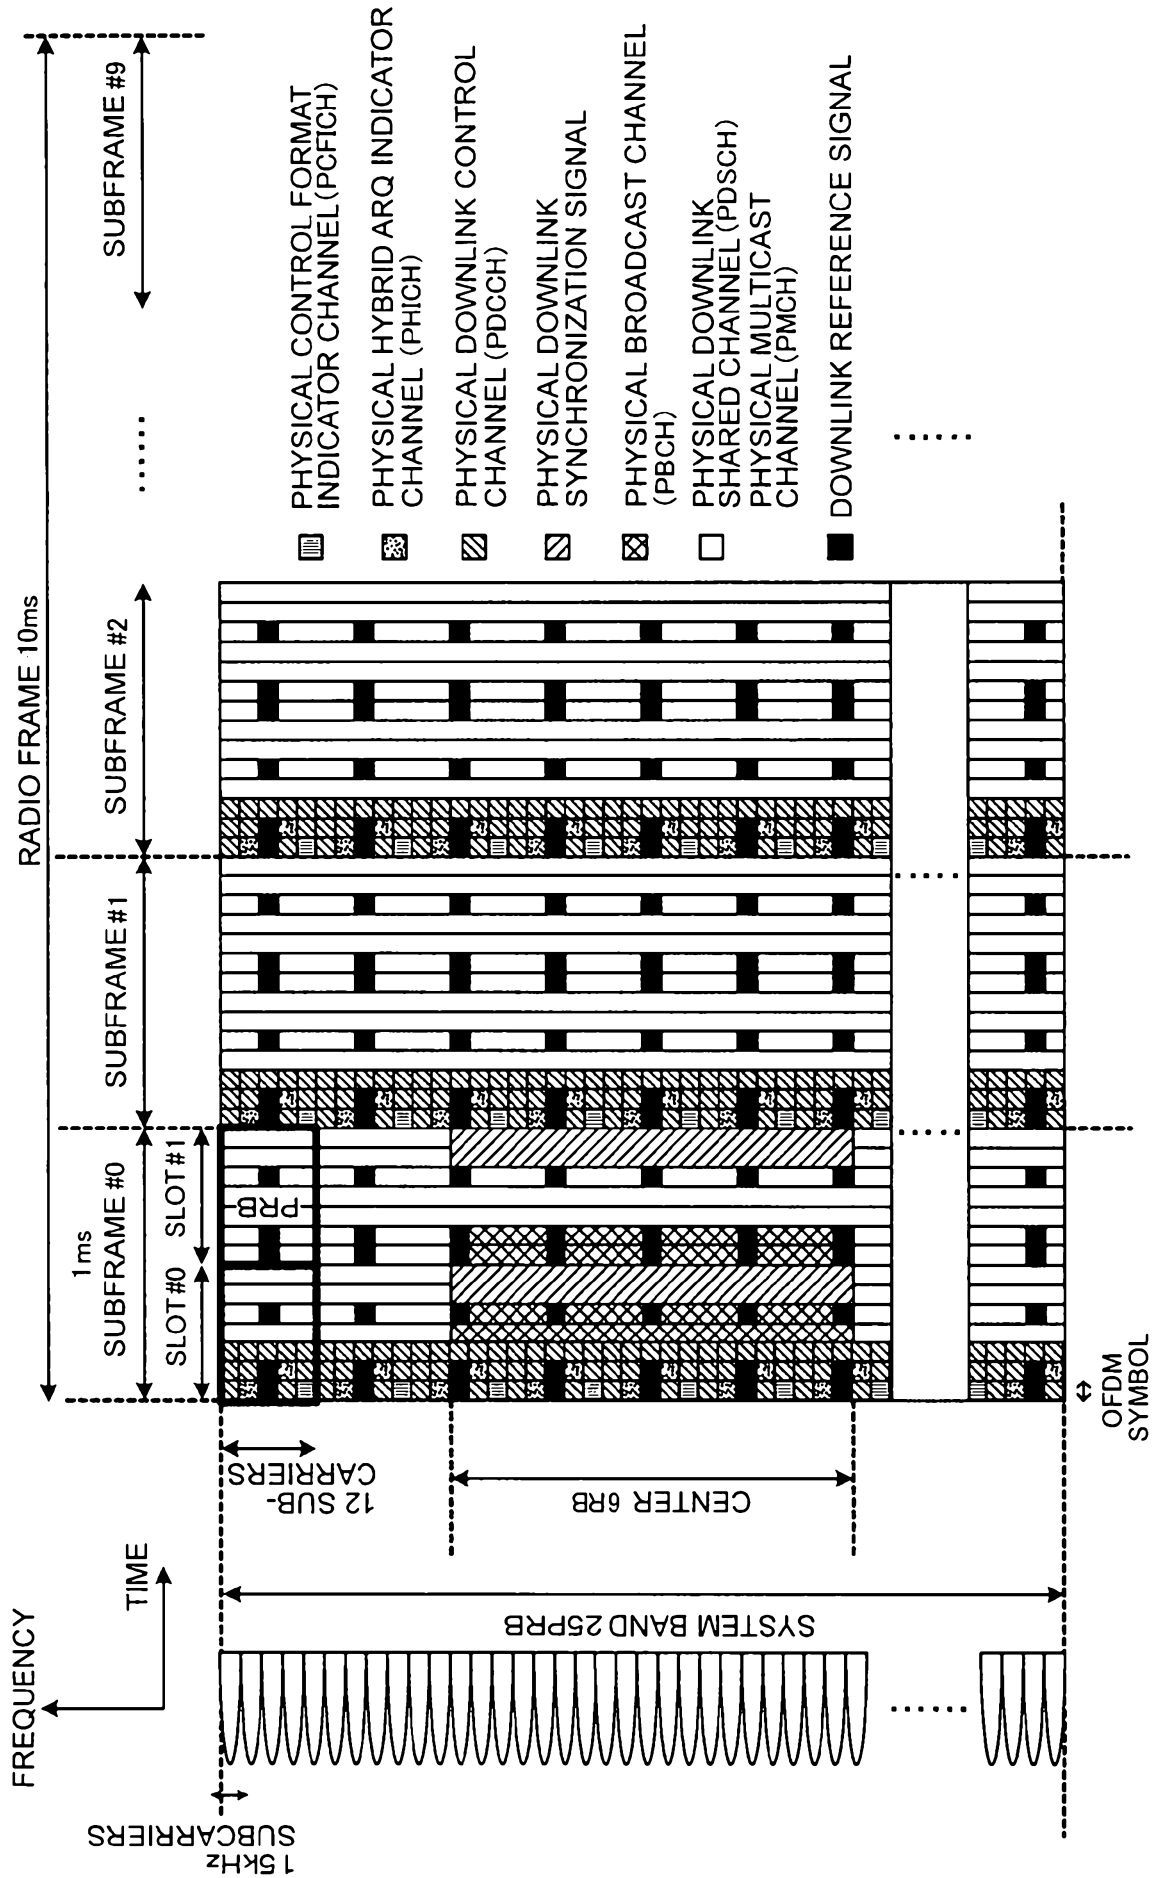 RADIO FRAME 10ms
1ms
SUBFRAME #0
SUBFRAME #1
SUBFRAME #2
......
SUBFRAME #9
SLOT#0
SLOT#1
PRB
FREQUENCY
TIME
15kHz
SUBCARRIERS
12 SUB-
CARRIERS
CENTER 6RB
SYSTEM BAND 25PRB
OFDM
SYMBOL
PHYSICAL CONTROL FORMAT
INDICATOR CHANNEL (PCFICH)
PHYSICAL HYBRID ARQ INDICATOR
CHANNEL (PHICH)
PHYSICAL DOWNLINK CONTROL
CHANNEL (PDCCH)
PHYSICAL DOWNLINK
SYNCHRONIZATION SIGNAL
PHYSICAL BROADCAST CHANNEL
(PBCH)
PHYSICAL DOWNLINK
SHARED CHANNEL (PDSCH)
PHYSICAL MULTICAST
CHANNEL (PMCH)
DOWNLINK REFERENCE SIGNAL